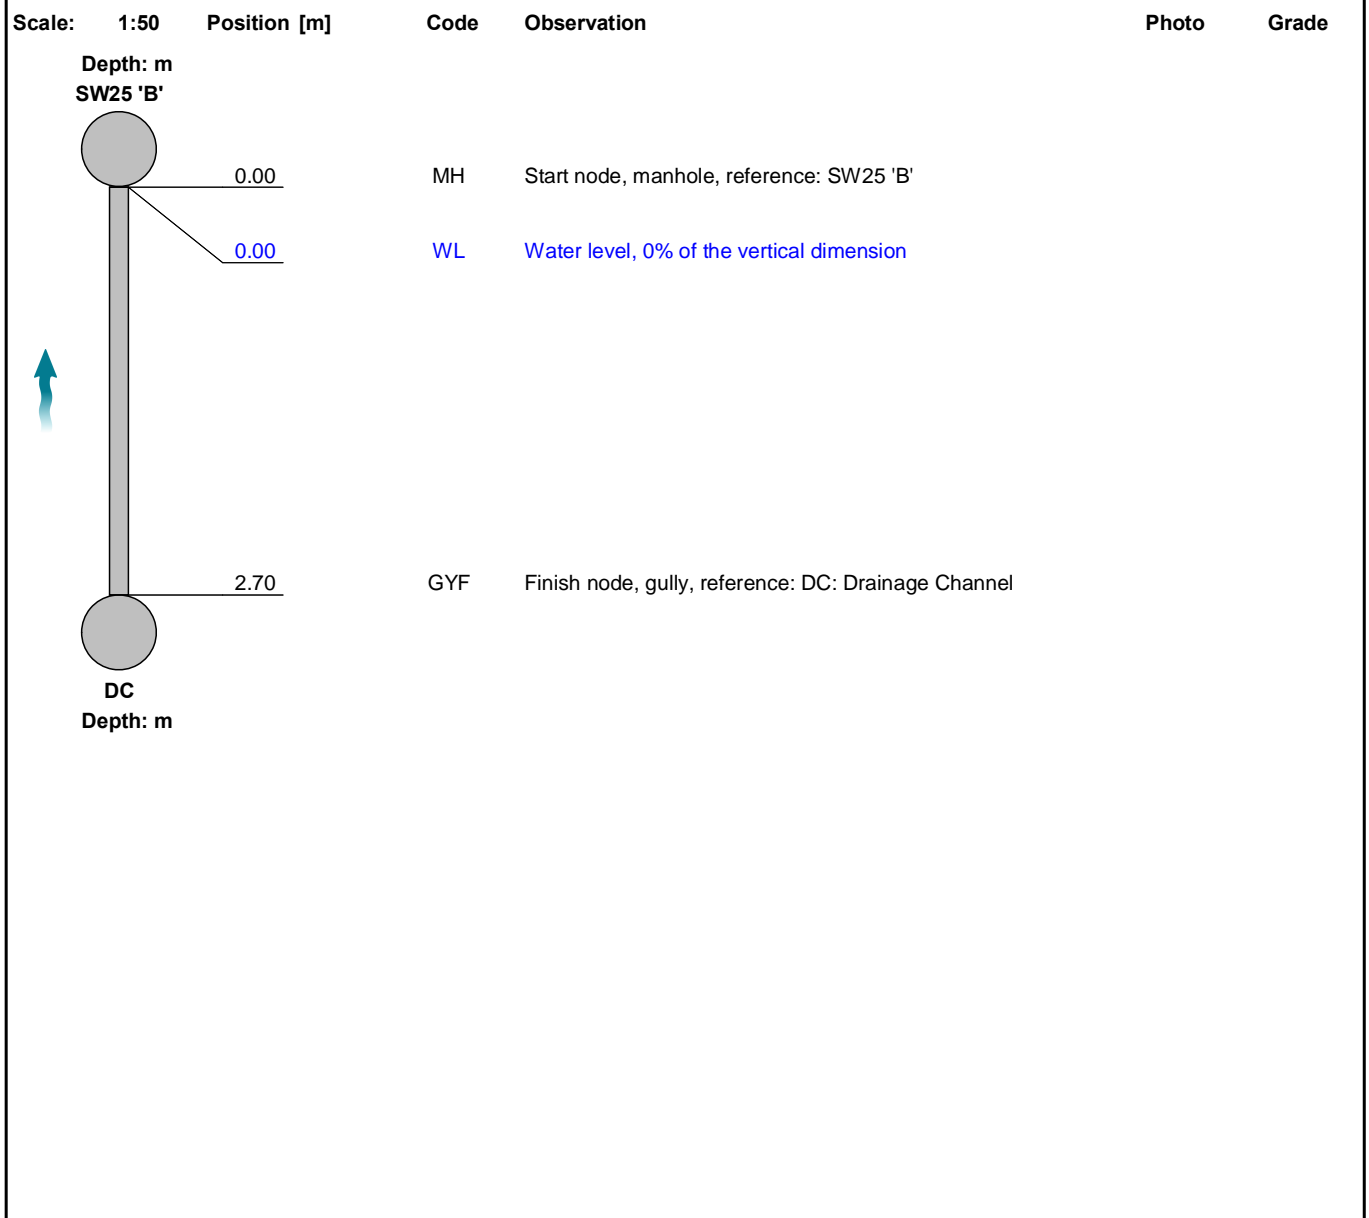 Scale: 1:50 Position [m] Code Observation Photo Grade
Depth: m
SW25 'B'
0.00 MH Start node, manhole, reference: SW25 'B'
0.00 WL Water level, 0% of the vertical dimension
2.70 GYF Finish node, gully, reference: DC: Drainage Channel
DC
Depth: m